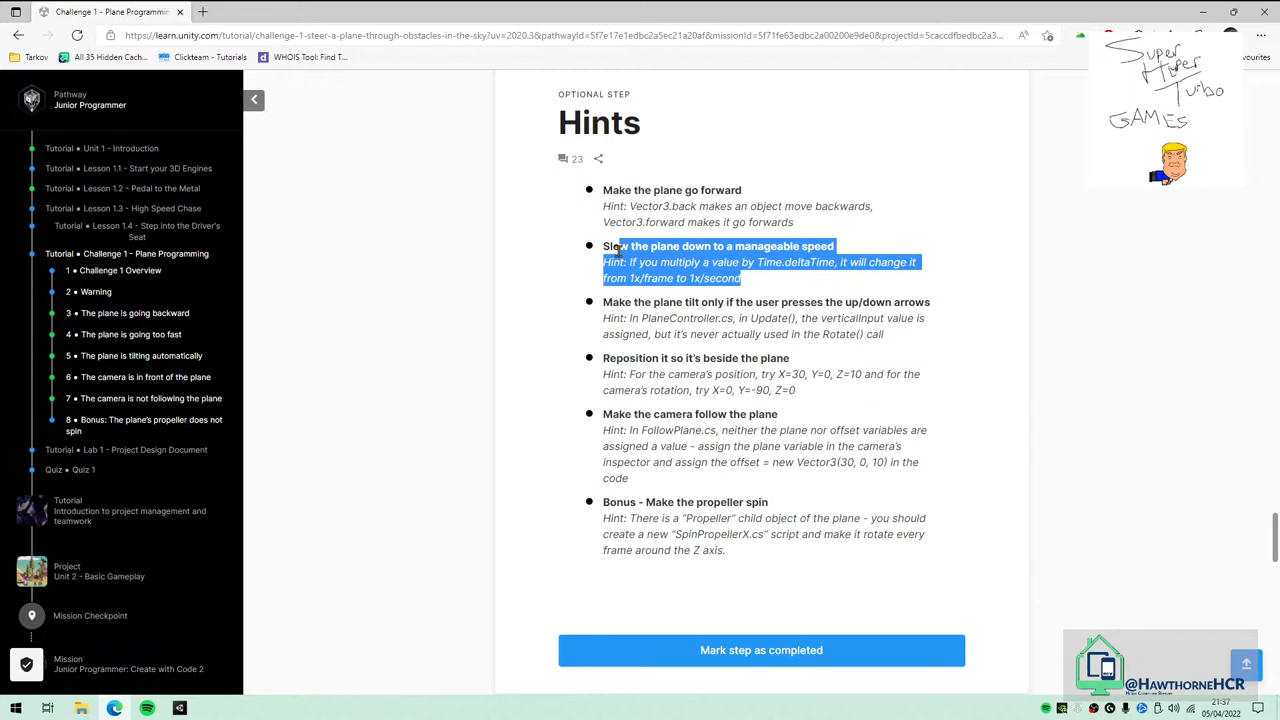 Challenge 1 - Plane Programmin
https://learn.unity.com/tutorial/challenge-1-steer-a-plane-through-obstacles-in-the-sky?uv=2020.3&pathwayId=5f7e17e1edbc2a5ec21a20af&missionId=5f71fe63edbc2a00200e9de0&projectId=5caccdfbedbc2a3...
Tarkov
All 35 Hidden Cach...
Clickteam - Tutorials
WHOIS Tool: Find T...
vourites
Super
Hyper
Turbo
GAMES
Pathway
Junior Programmer
Tutorial • Unit 1 - Introduction
Tutorial • Lesson 1.1 - Start your 3D Engines
Tutorial • Lesson 1.2 - Pedal to the Metal
Tutorial • Lesson 1.3 - High Speed Chase
Tutorial • Lesson 1.4 - Step into the Driver's
Seat
Tutorial • Challenge 1 - Plane Programming
1 • Challenge 1 Overview
2 • Warning
3 • The plane is going backward
4 • The plane is going too fast
5 • The plane is tilting automatically
6 • The camera is in front of the plane
7 • The camera is not following the plane
8 • Bonus: The plane's propeller does not
spin
Tutorial • Lab 1 - Project Design Document
Quiz • Quiz 1
Tutorial
Introduction to project management and
teamwork
Project
Unit 2 - Basic Gameplay
Mission Checkpoint
Mission
Junior Programmer: Create with Code 2
OPTIONAL STEP
Hints
23
Make the plane go forward
Hint: Vector3.back makes an object move backwards,
Vector3.forward makes it go forwards
Slow the plane down to a manageable speed
Hint: If you multiply a value by Time.deltaTime, it will change it
from 1x/frame to 1x/second
Make the plane tilt only if the user presses the up/down arrows
Hint: In PlaneController.cs, in Update(), the verticalInput value is
assigned, but it's never actually used in the Rotate() call
Reposition it so it's beside the plane
Hint: For the camera's position, try X=30, Y=0, Z=10 and for the
camera's rotation, try X=0, Y=-90, Z=0
Make the camera follow the plane
Hint: In FollowPlane.cs, neither the plane nor offset variables are
assigned a value - assign the plane variable in the camera's
inspector and assign the offset = new Vector3(30, 0, 10) in the
code
Bonus - Make the propeller spin
Hint: There is a "Propeller" child object of the plane - you should
create a new "SpinPropellerX.cs" script and make it rotate every
frame around the Z axis.
Mark step as completed
@HawthorneHCR
21:37
05/04/2022